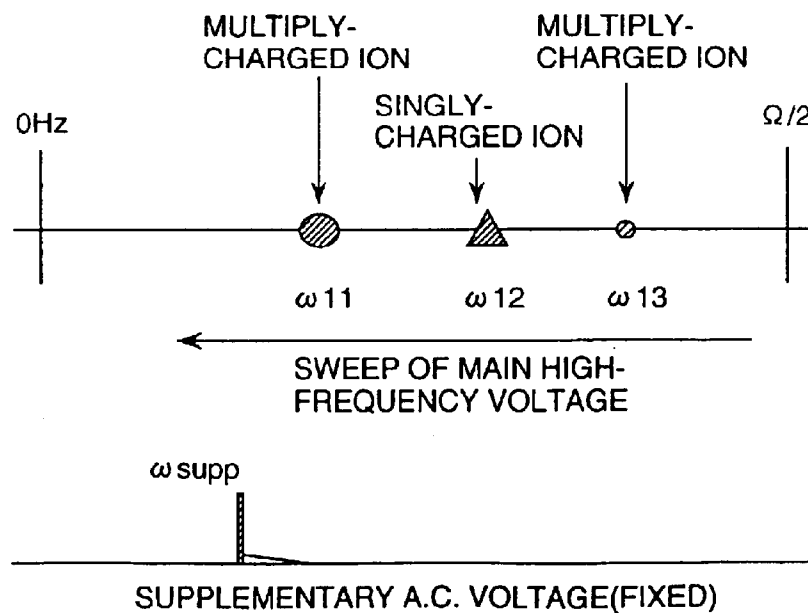 MULTIPLY-
CHARGED ION
MULTIPLY-
CHARGED ION
SINGLY-
CHARGED ION
0Hz
Ω/2
ω11
ω12
ω13
SWEEP OF MAIN HIGH-
FREQUENCY VOLTAGE
ω supp
SUPPLEMENTARY A.C. VOLTAGE(FIXED)